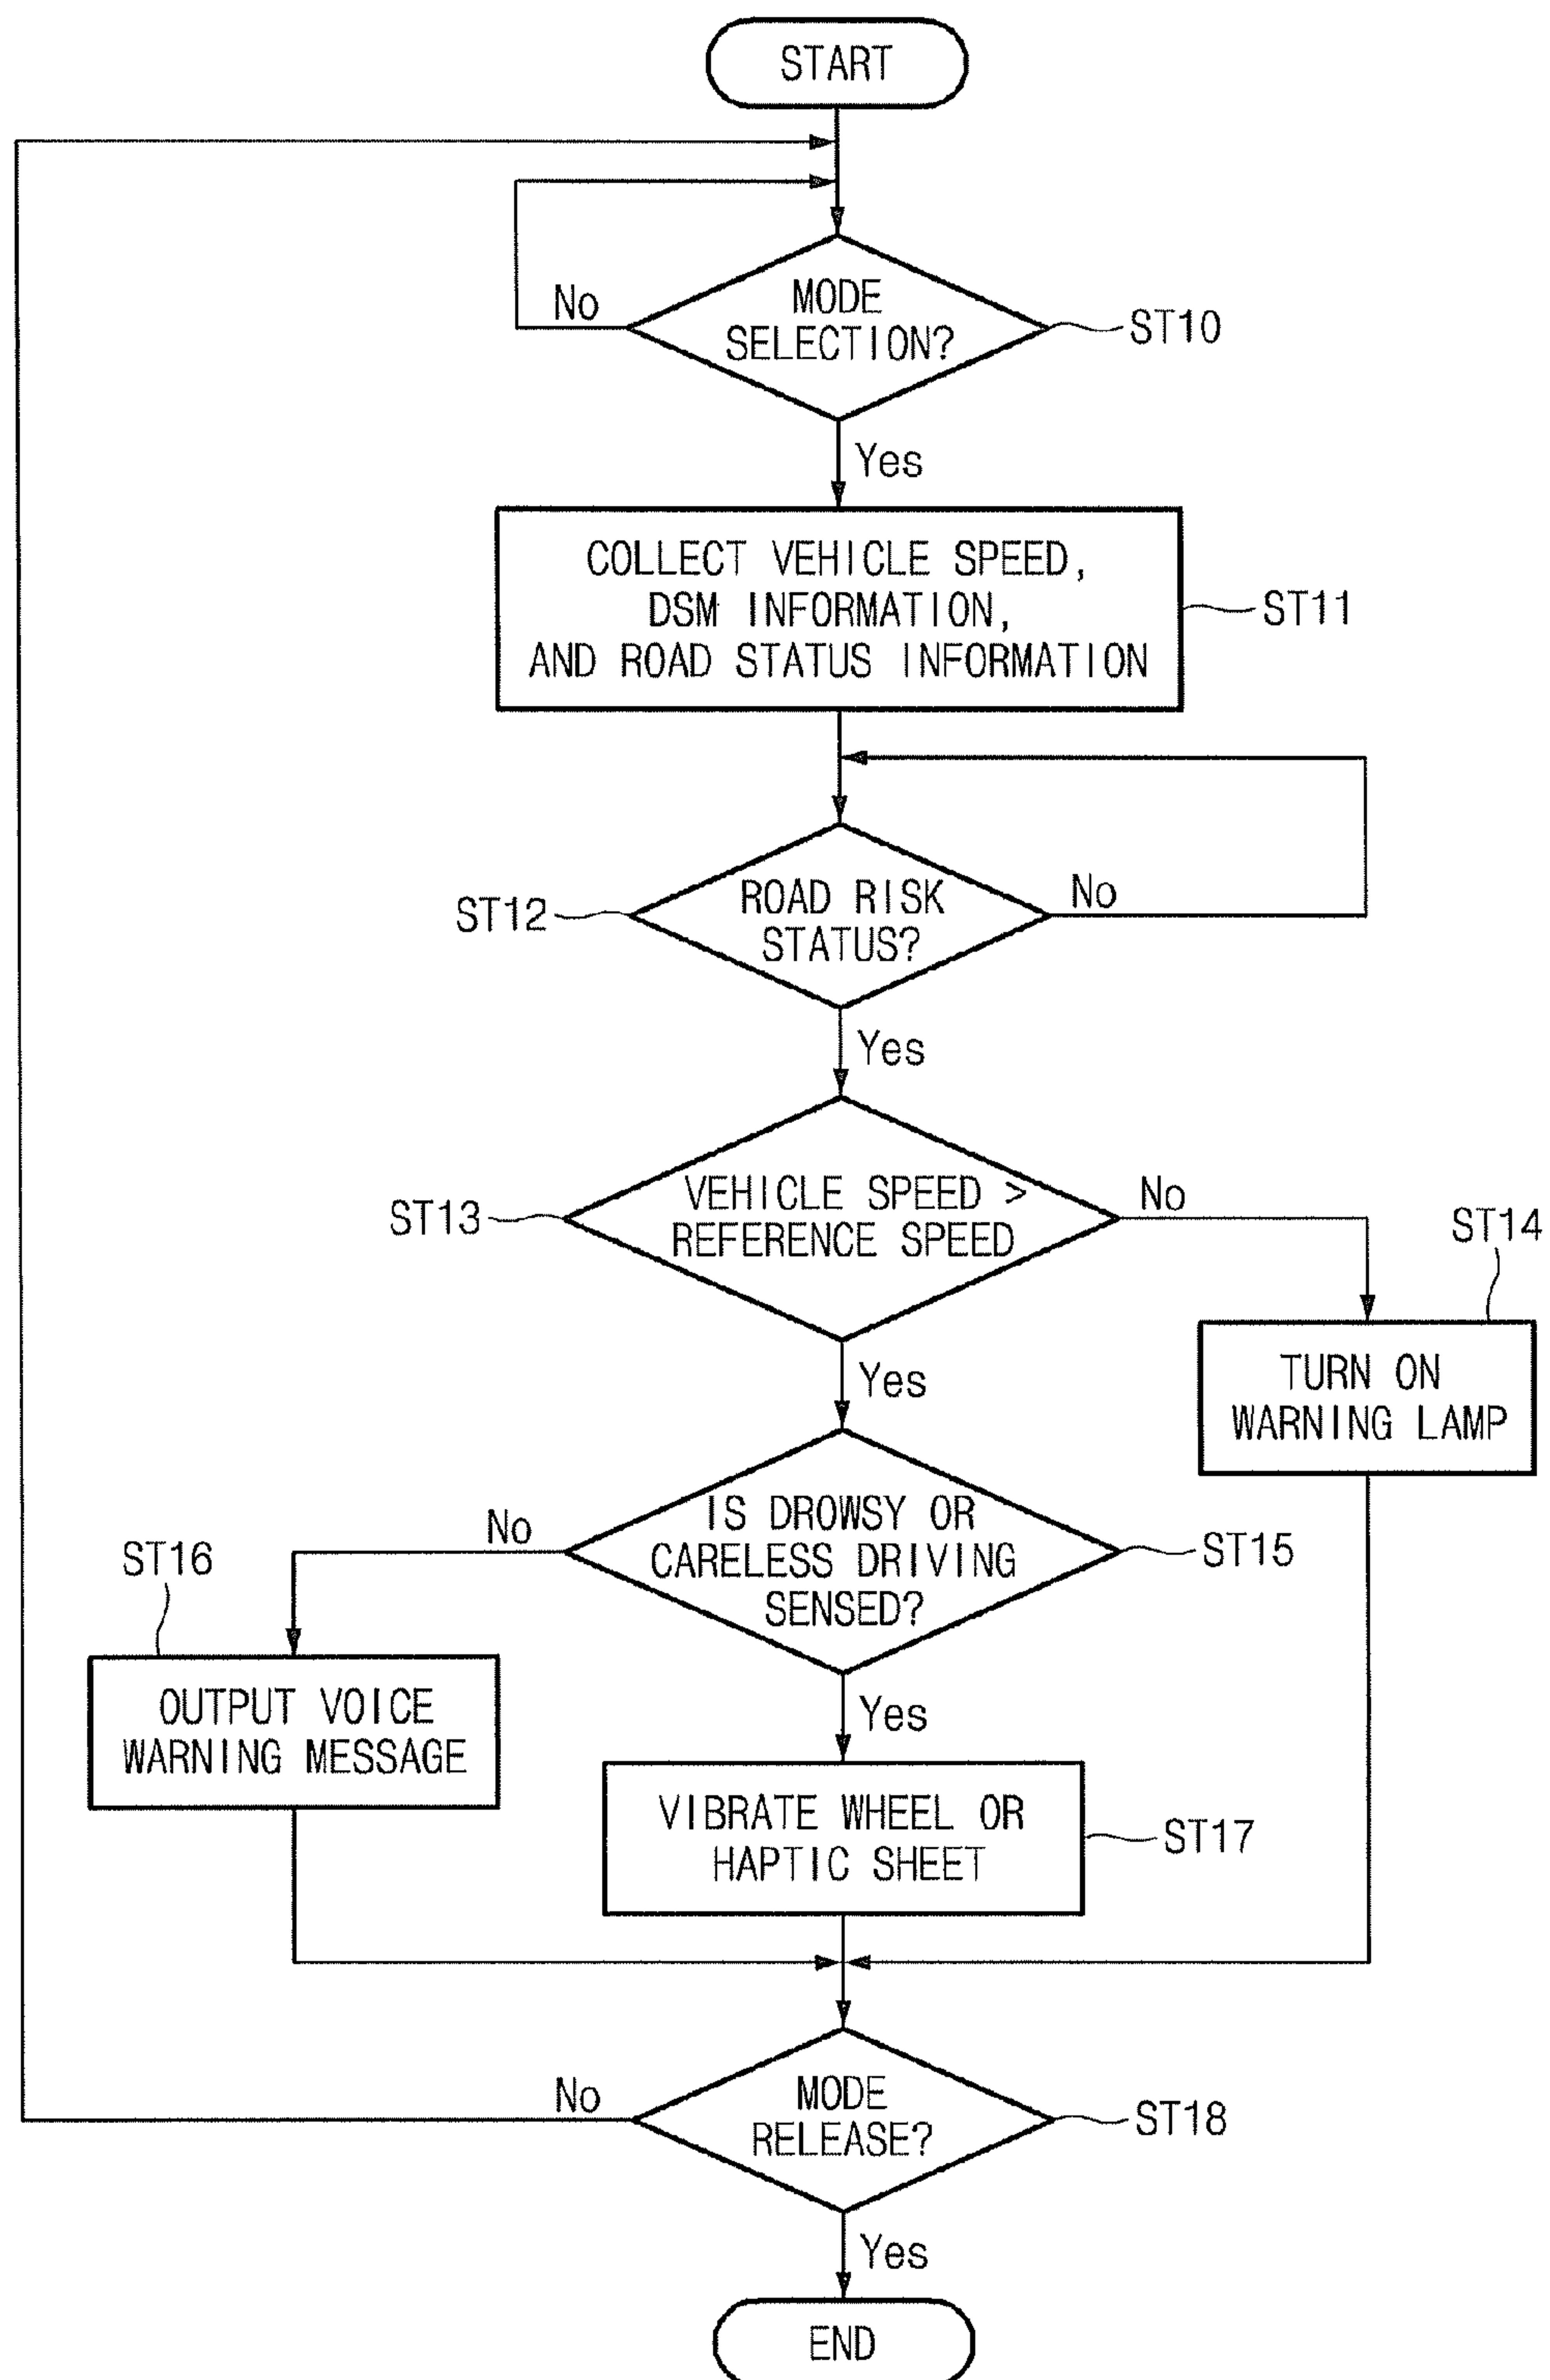 START
No
MODE
SELECTION?
ST10
Yes
COLLECT VEHICLE SPEED,
DSM INFORMATION,
AND ROAD STATUS INFORMATION
ST11
ST12
ROAD RISK
STATUS?
No
Yes
ST13
VEHICLE SPEED >
REFERENCE SPEED
No
ST14
TURN ON
WARNING LAMP
Yes
No
IS DROWSY OR
CARELESS DRIVING
SENSED?
ST15
ST16
OUTPUT VOICE
WARNING MESSAGE
Yes
VIBRATE WHEEL OR
HAPTIC SHEET
ST17
No
MODE
RELEASE?
ST18
Yes
END